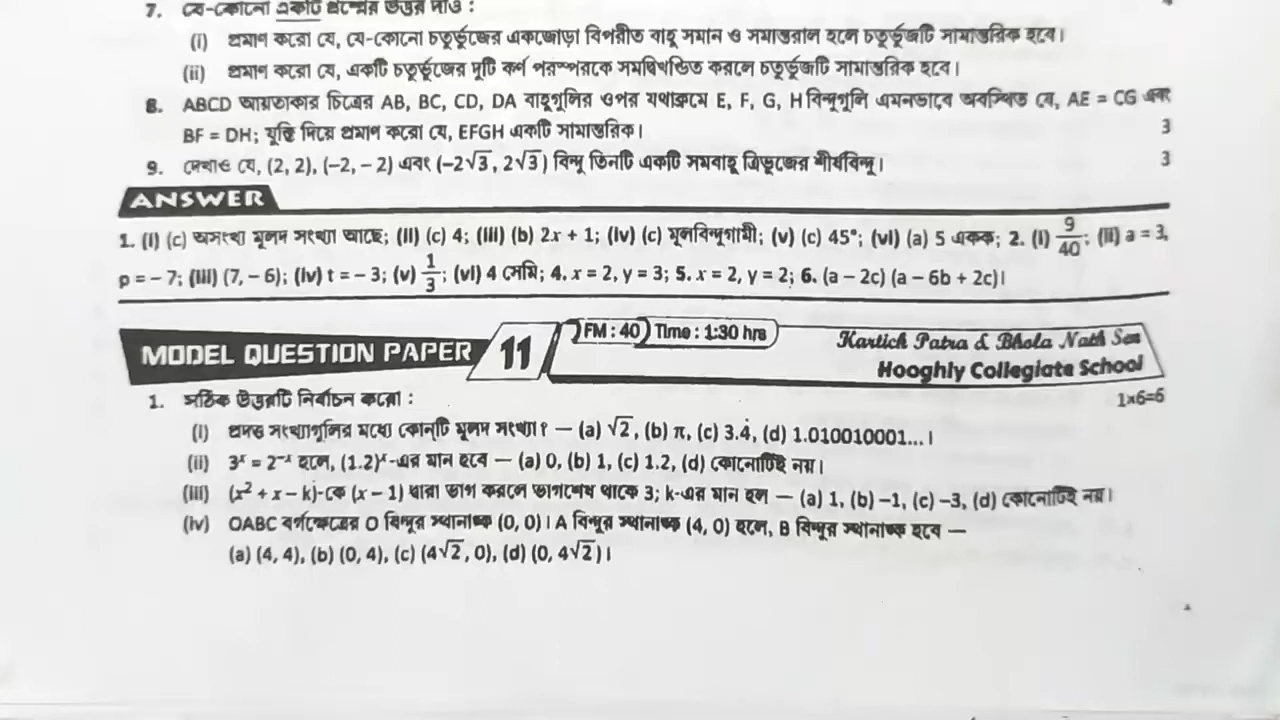 7. যে-কোনো একটি প্রশ্নের উত্তর দাও :
(i) প্রমাণ করো যে, যে-কোনো চতুর্ভুজের একজোড়া বিপরীত বাহু সমান ও সমান্তরাল হলে চতুর্ভুজটি সামান্তরিক হবে।
(ii) প্রমাণ করো যে, একটি চতুর্ভুজের দুটি কর্ণ পরস্পরকে সমদ্বিখণ্ডিত করলে চতুর্ভুজটি সামান্তরিক হবে।
8. ABCD আয়তাকার চিত্রের AB, BC, CD, DA বাহুগুলির ওপর যথাক্রমে E, F, G, H বিন্দুগুলি এমনভাবে অবস্থিত যে, AE = CG এবং
BF = DH; যুক্তি দিয়ে প্রমাণ করো যে, EFGH একটি সামান্তরিক। 3
9. দেখাও যে, (2, 2), (−2, − 2) এবং (−2√3, 2√3) বিন্দু তিনটি একটি সমবাহু ত্রিভুজের শীর্ষবিন্দু। 3
ANSWER
1. (i) (c) অসংখ্য মূলদ সংখ্যা আছে; (ii) (c) 4; (iii) (b) 2x + 1; (iv) (c) মূলবিন্দুগামী; (v) (c) 45°; (vi) (a) 5 একক; 2. (i) 9/40; (ii) a = 3,
p = − 7; (iii) (7, − 6); (iv) t = − 3; (v) 1/3; (vi) 4 সেমি; 4. x = 2, y = 3; 5. x = 2, y = 2; 6. (a − 2c) (a − 6b + 2c)।
MODEL QUESTION PAPER 11 FM : 40 Time : 1:30 hrs Kartick Patra & Bhola Nath Sen
Hooghly Collegiate School
1. সঠিক উত্তরটি নির্বাচন করো : 1×6=6
(i) প্রদত্ত সংখ্যাগুলির মধ্যে কোন্‌টি মূলদ সংখ্যা? — (a) √2, (b) π, (c) 3.4̇, (d) 1.010010001...।
(ii) 3ˣ = 2⁻ˣ হলে, (1.2)ˣ-এর মান হবে — (a) 0, (b) 1, (c) 1.2, (d) কোনোটিই নয়।
(iii) (x² + x − k)-কে (x − 1) দ্বারা ভাগ করলে ভাগশেষ থাকে 3; k-এর মান হল — (a) 1, (b) −1, (c) −3, (d) কোনোটিই নয়।
(iv) OABC বর্গক্ষেত্রের O বিন্দুর স্থানাঙ্ক (0, 0)। A বিন্দুর স্থানাঙ্ক (4, 0) হলে, B বিন্দুর স্থানাঙ্ক হবে —
(a) (4, 4), (b) (0, 4), (c) (4√2, 0), (d) (0, 4√2)।